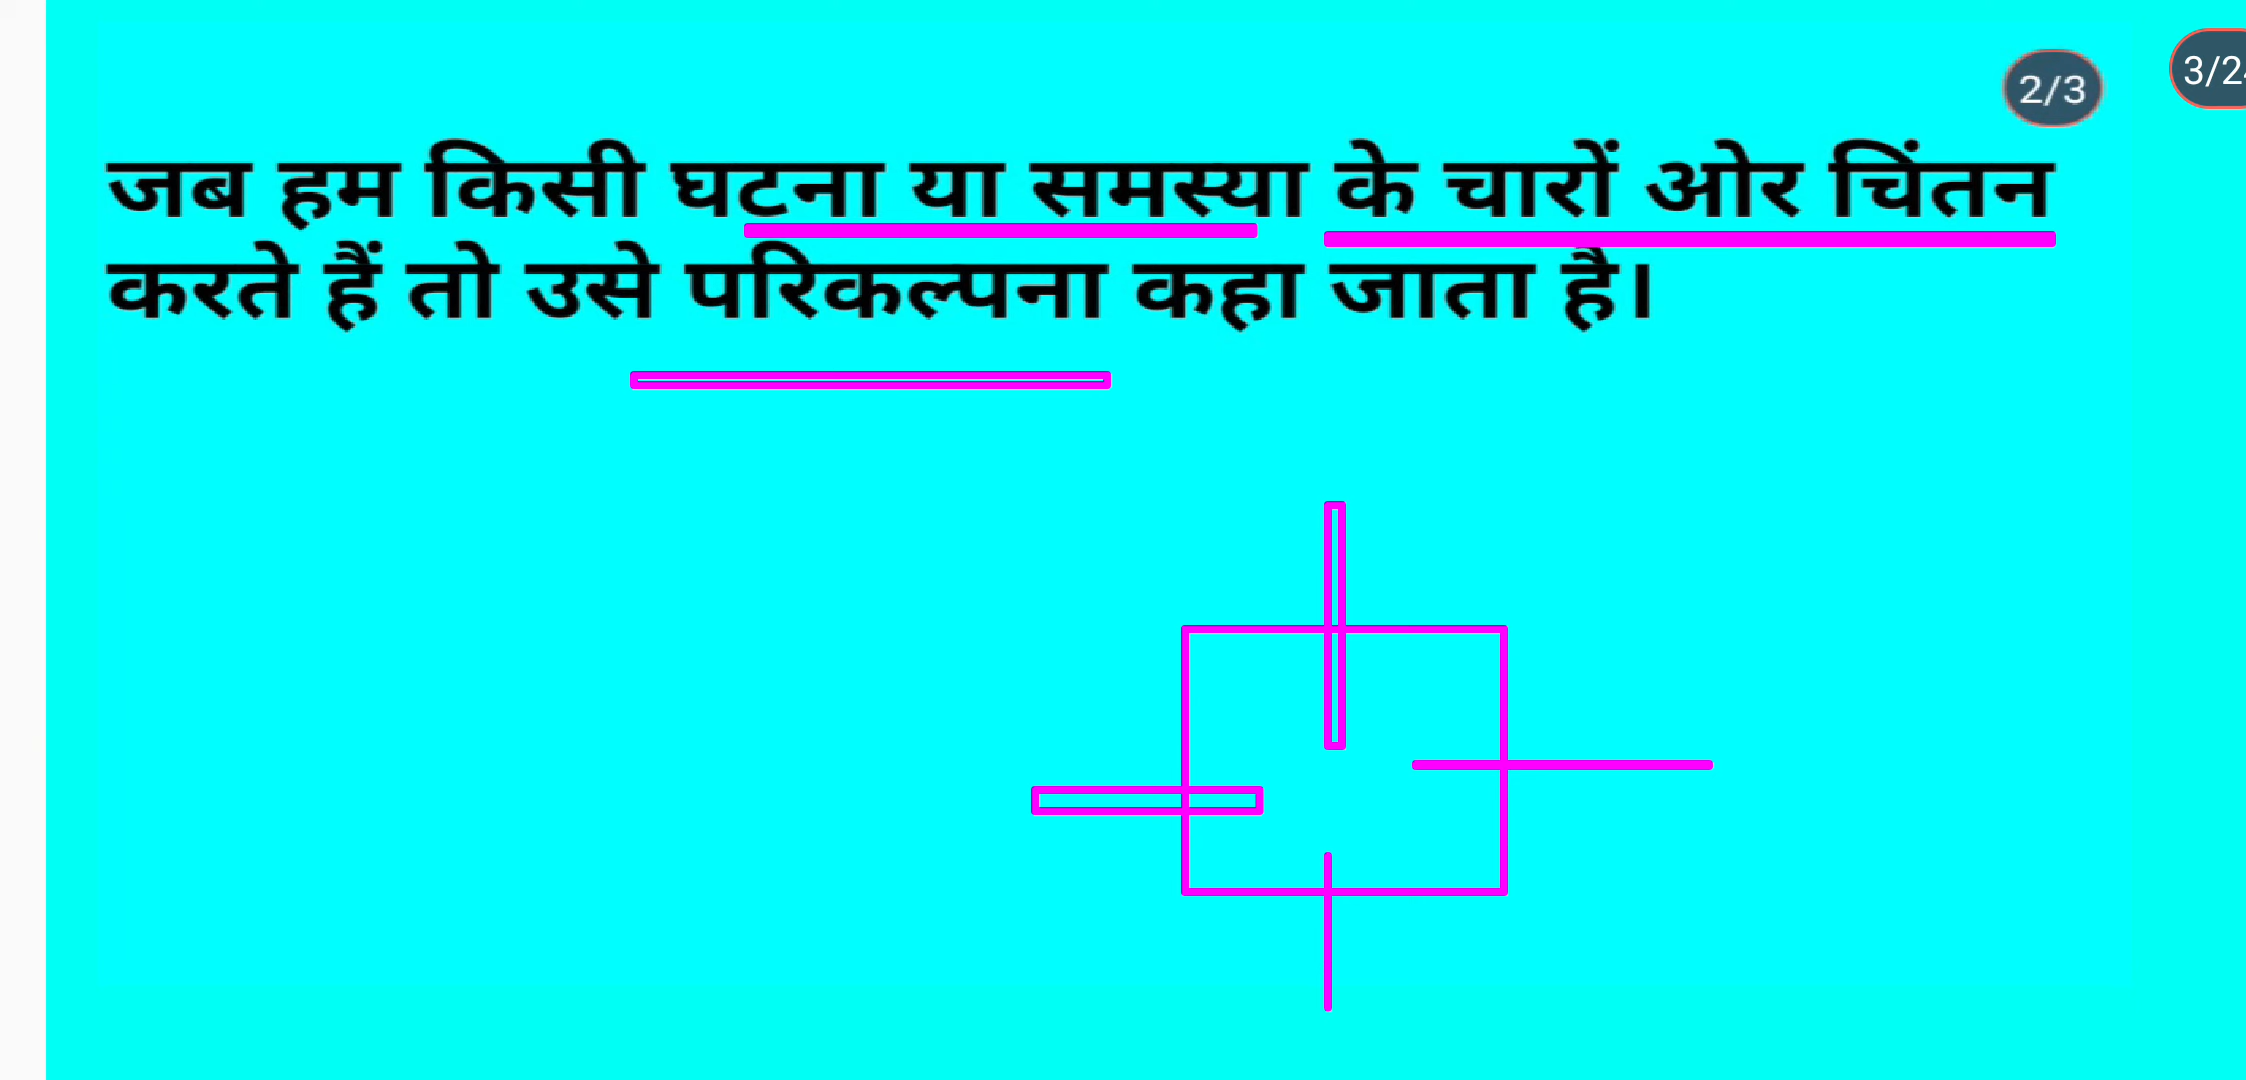 2/3
3/2
जब हम किसी घटना या समस्या के चारों ओर चिंतन
करते हैं तो उसे परिकल्पना कहा जाता है।